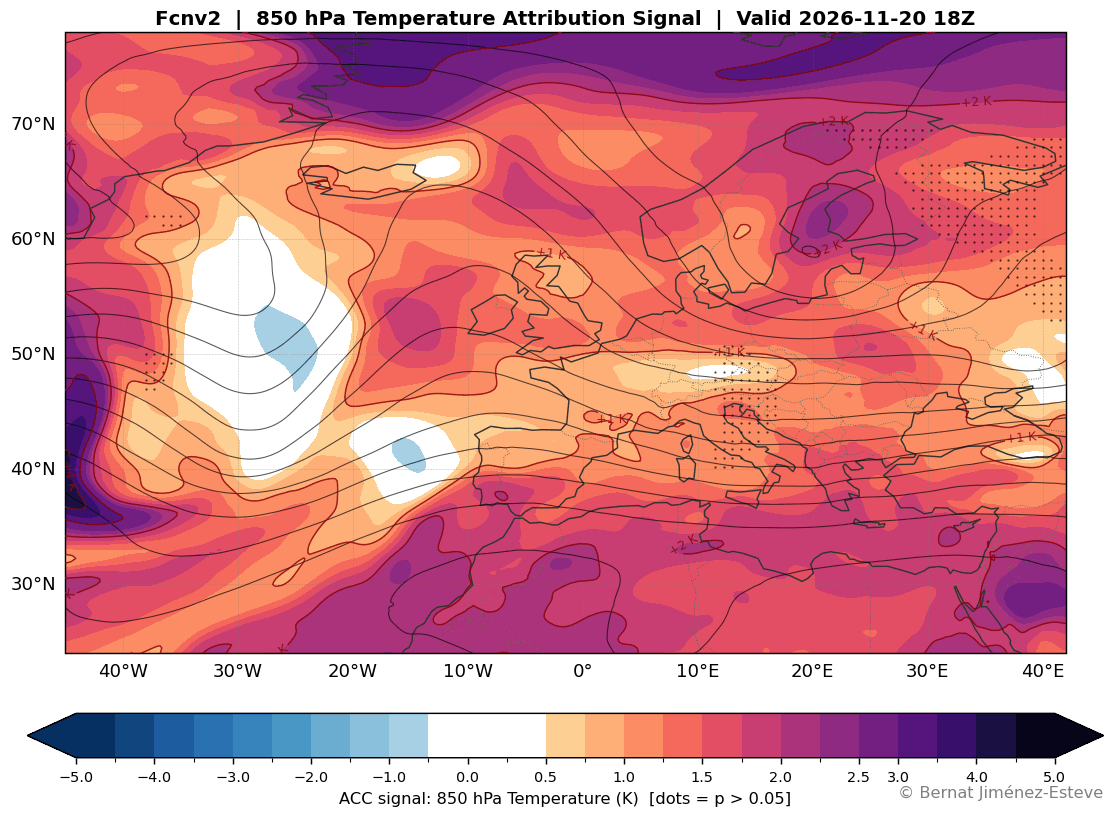 Fcnv2 | 850 hPa Temperature Attribution Signal | Valid 2026-11-20 18Z
70°N
60°N
50°N
40°N
30°N
+2 K
+2 K
+2 K
+1 K
+1 K
+1 K
+1 K
+1 K
+2 K
40°W
30°W
20°W
10°W
0°
10°E
20°E
30°E
40°E
−5.0
−4.0
−3.0
−2.0
−1.0
0.0
0.5
1.0
1.5
2.0
2.5
3.0
4.0
5.0
ACC signal: 850 hPa Temperature (K) [dots = p > 0.05]
© Bernat Jiménez-Esteve